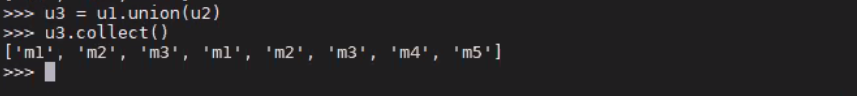 >>> u3 = u1.union(u2)
>>> u3.collect()
['m1', 'm2', 'm3', 'm1', 'm2', 'm3', 'm4', 'm5']
>>>